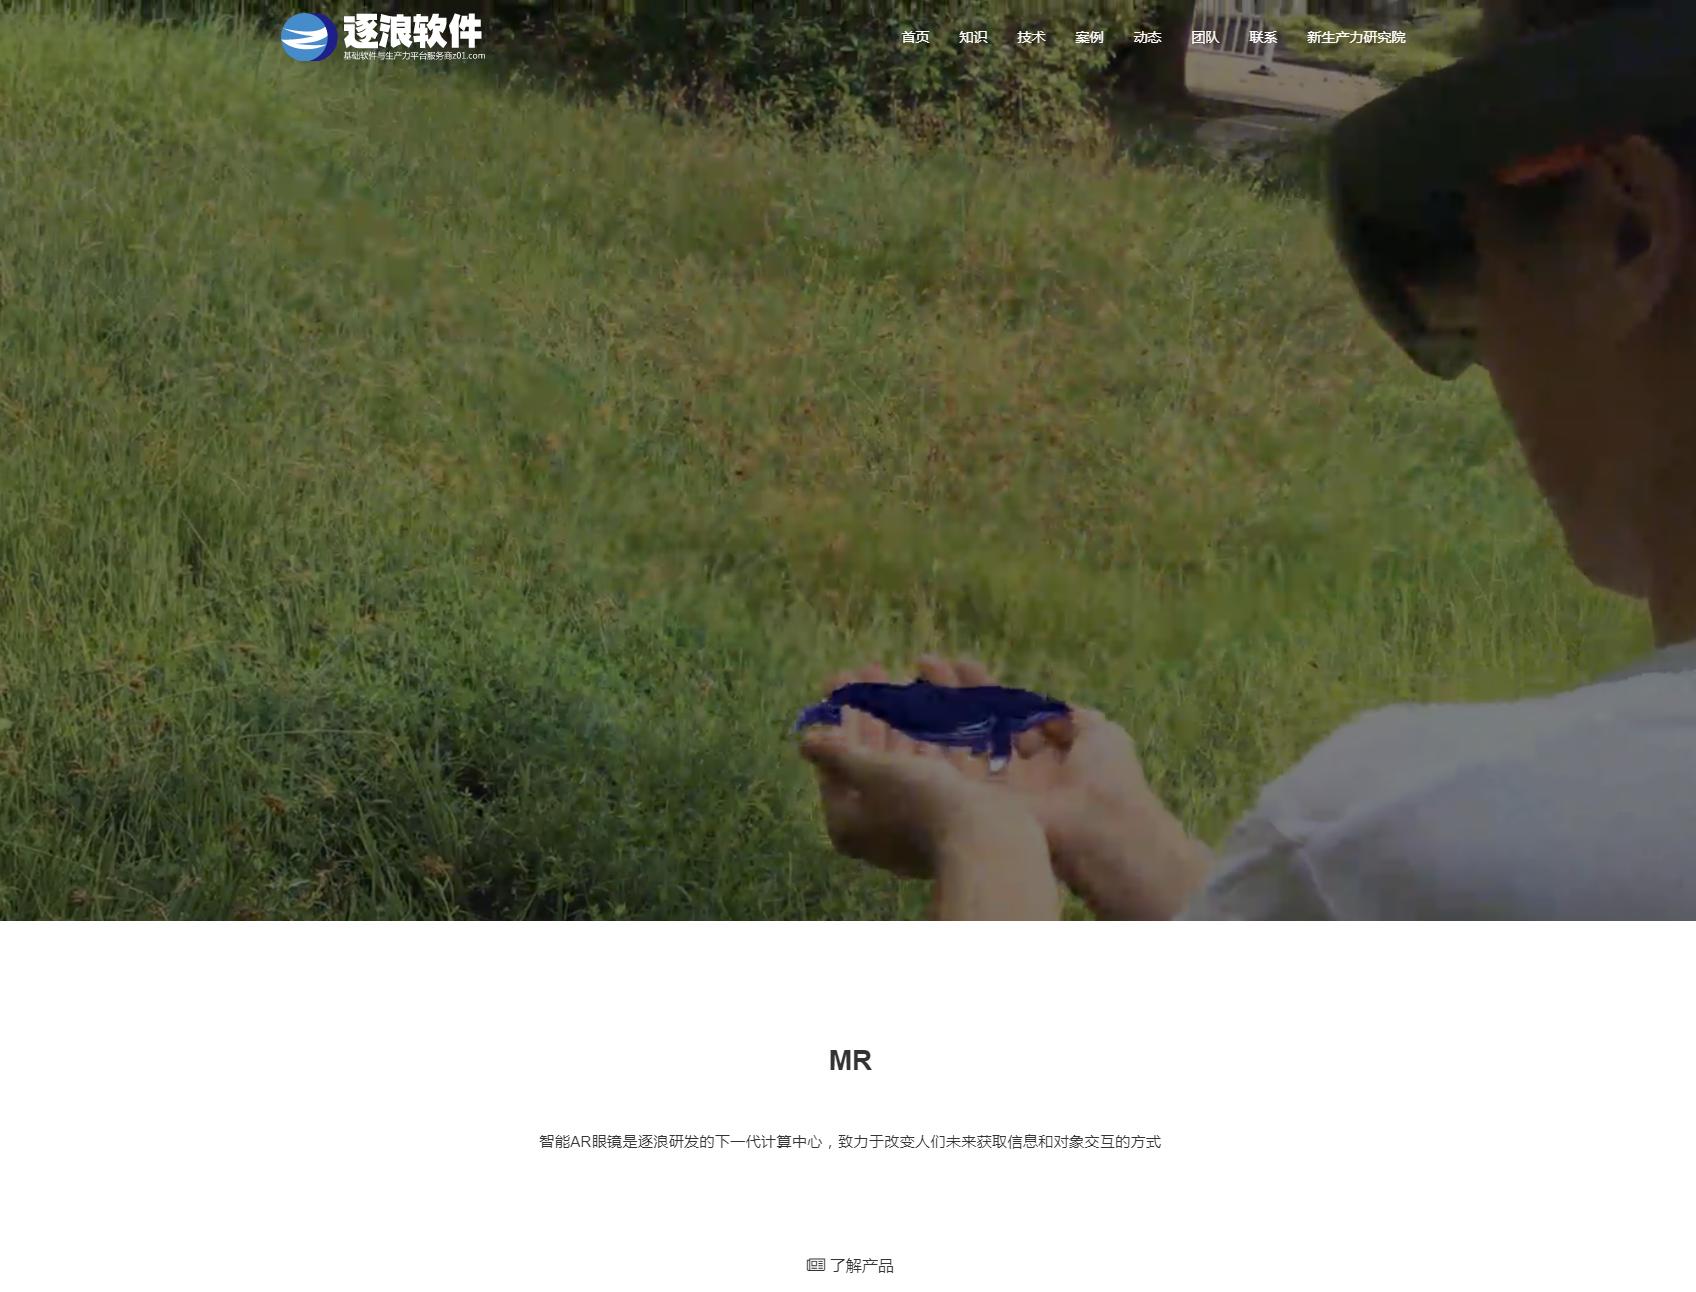 逐浪软件
基础软件与生产力平台服务商z01.com
首页 知识 技术 案例 动态 团队 联系 新生产力研究院
MR
智能AR眼镜是逐浪研发的下一代计算中心，致力于改变人们未来获取信息和对象交互的方式
了解产品